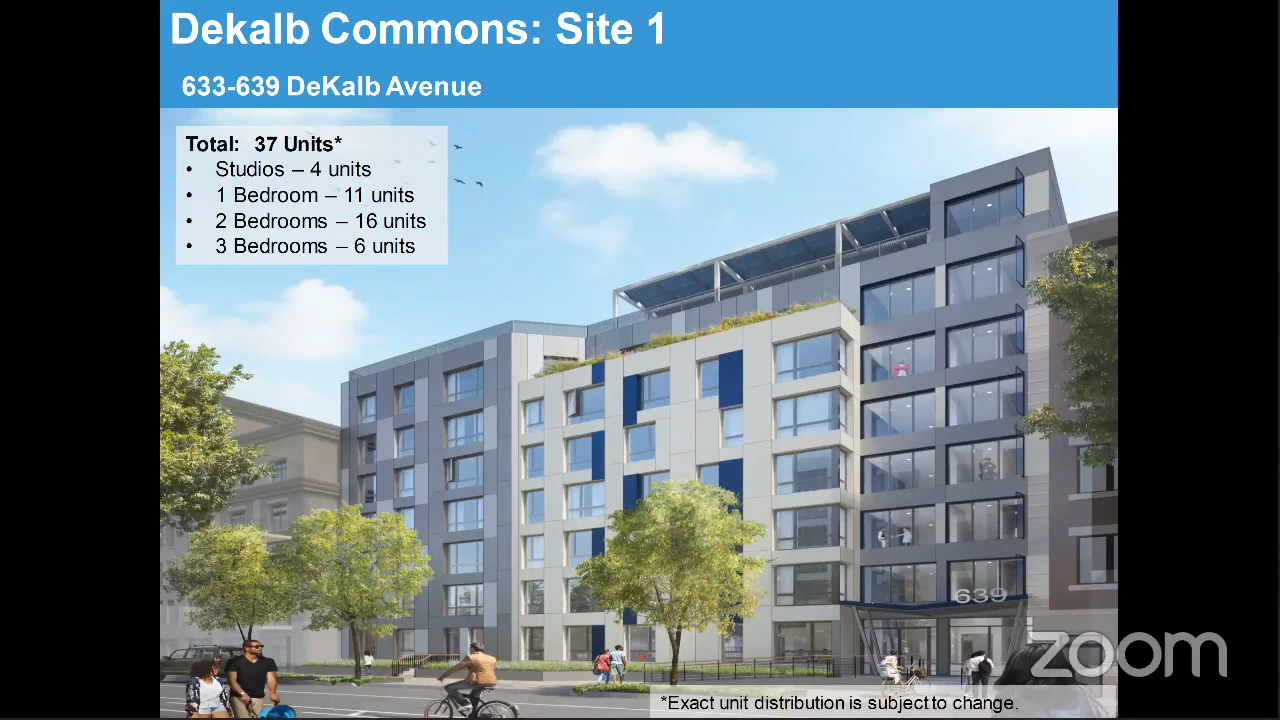 Dekalb Commons: Site 1
633-639 DeKalb Avenue
Total: 37 Units*
• Studios – 4 units
• 1 Bedroom – 11 units
• 2 Bedrooms – 16 units
• 3 Bedrooms – 6 units
639
zoom
*Exact unit distribution is subject to change.